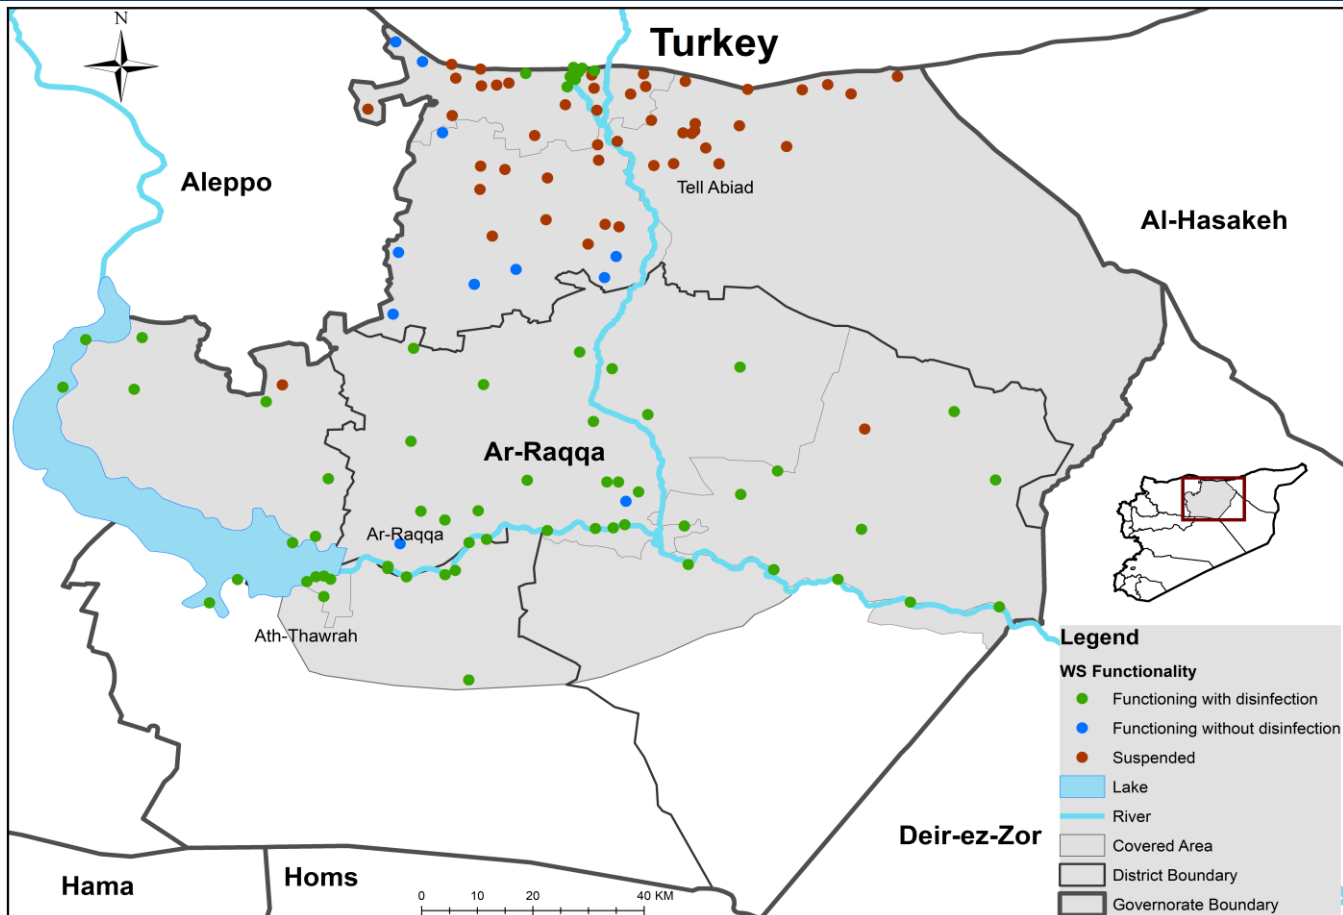 N
Turkey
Aleppo
Tell Abiad
Al-Hasakeh
Ar-Raqqa
Ar-Raqqa
Ath-Thawrah
Deir-ez-Zor
Hama
Homs
0 10 20 40 KM
Legend
WS Functionality
Functioning with disinfection
Functioning without disinfection
Suspended
Lake
River
Covered Area
District Boundary
Governorate Boundary